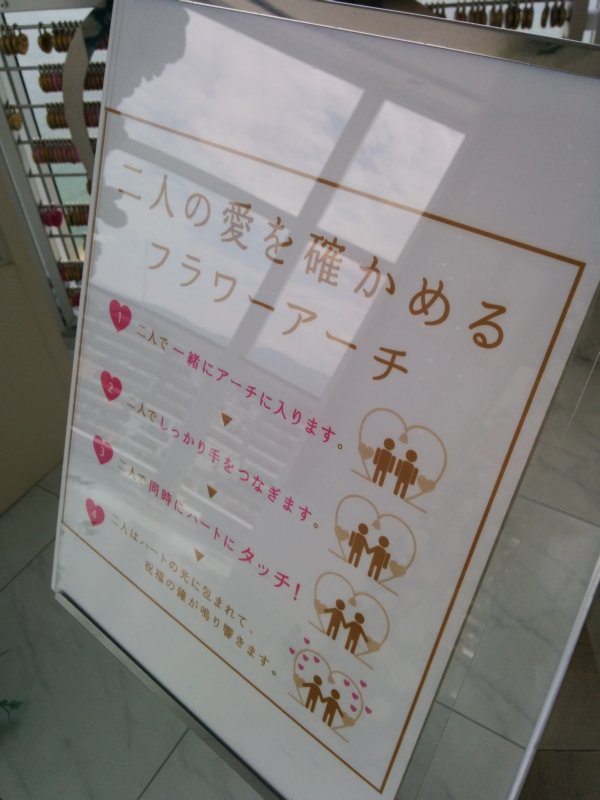 二人の愛を確かめる
フラワーアーチ
1 二人で一緒にアーチに入ります。
▼
2 二人でしっかり手をつなぎます。
▼
3 二人で同時にハートにタッチ!
▼
4 二人はハートの光に包まれて、
祝福の鐘が鳴り響きます。